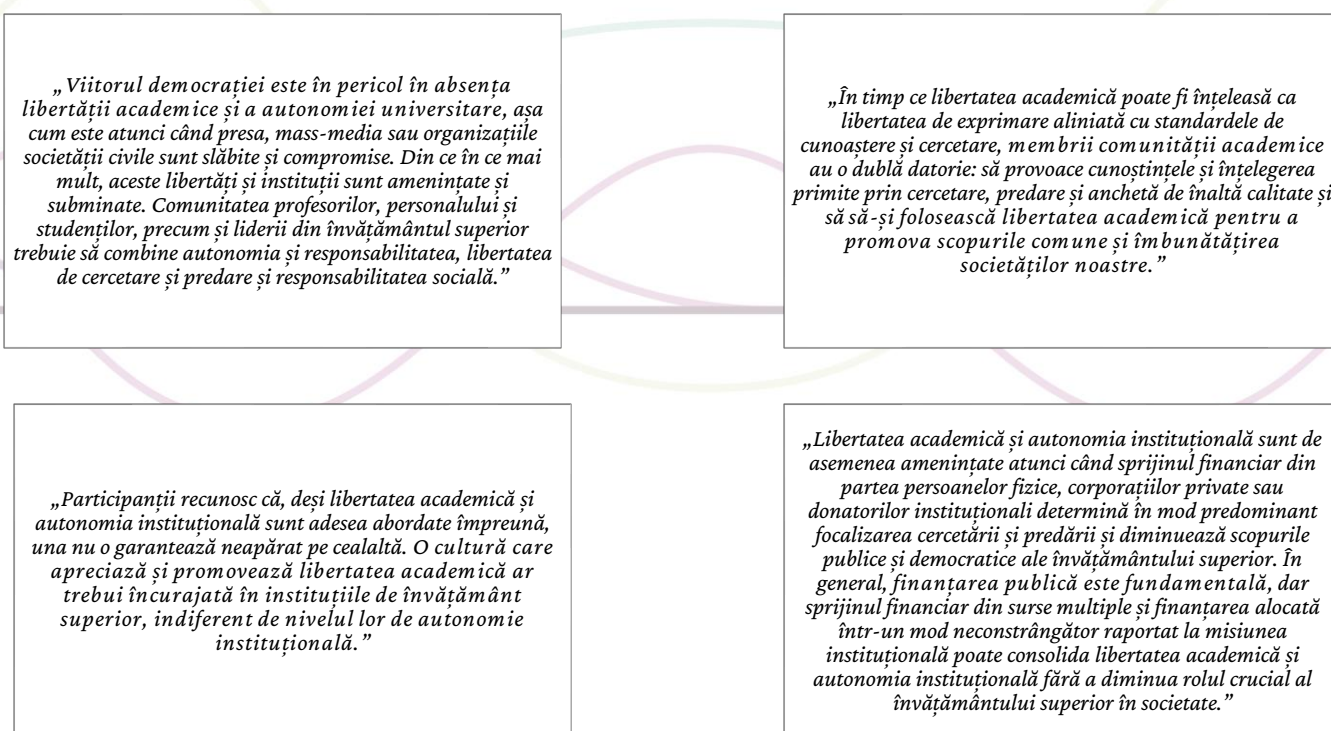 „Viitorul democrației este în pericol în absența
libertății academice și a autonomiei universitare, așa
cum este atunci când presa, mass-media sau organizațiile
societății civile sunt slăbite și compromise. Din ce în ce mai
mult, aceste libertăți și instituții sunt amenințate și
subminate. Comunitatea profesorilor, personalului și
studenților, precum și liderii din învățământul superior
trebuie să combine autonomia și responsabilitatea, libertatea
de cercetare și predare și responsabilitatea socială.”
„În timp ce libertatea academică poate fi înțeleasă ca
libertatea de exprimare aliniată cu standardele de
cunoaștere și cercetare, membrii comunității academice
au o dublă datorie: să provoace cunoștințele și înțelegerea
primite prin cercetare, predare și anchetă de înaltă calitate și
să să-și folosească libertatea academică pentru a
promova scopurile comune și îmbunătățirea
societăților noastre.”
„Participanții recunosc că, deși libertatea academică și
autonomia instituțională sunt adesea abordate împreună,
una nu o garantează neapărat pe cealaltă. O cultură care
apreciază și promovează libertatea academică ar
trebui încurajată în instituțiile de învățământ
superior, indiferent de nivelul lor de autonomie
instituțională.”
„Libertatea academică și autonomia instituțională sunt de
asemenea amenințate atunci când sprijinul financiar din
partea persoanelor fizice, corporațiilor private sau
donatorilor instituționali determină în mod predominant
focalizarea cercetării și predării și diminuează scopurile
publice și democratice ale învățământului superior. În
general, finanțarea publică este fundamentală, dar
sprijinul financiar din surse multiple și finanțarea alocată
într-un mod neconstrângător raportat la misiunea
instituțională poate consolida libertatea academică și
autonomia instituțională fără a diminua rolul crucial al
învățământului superior în societate.”